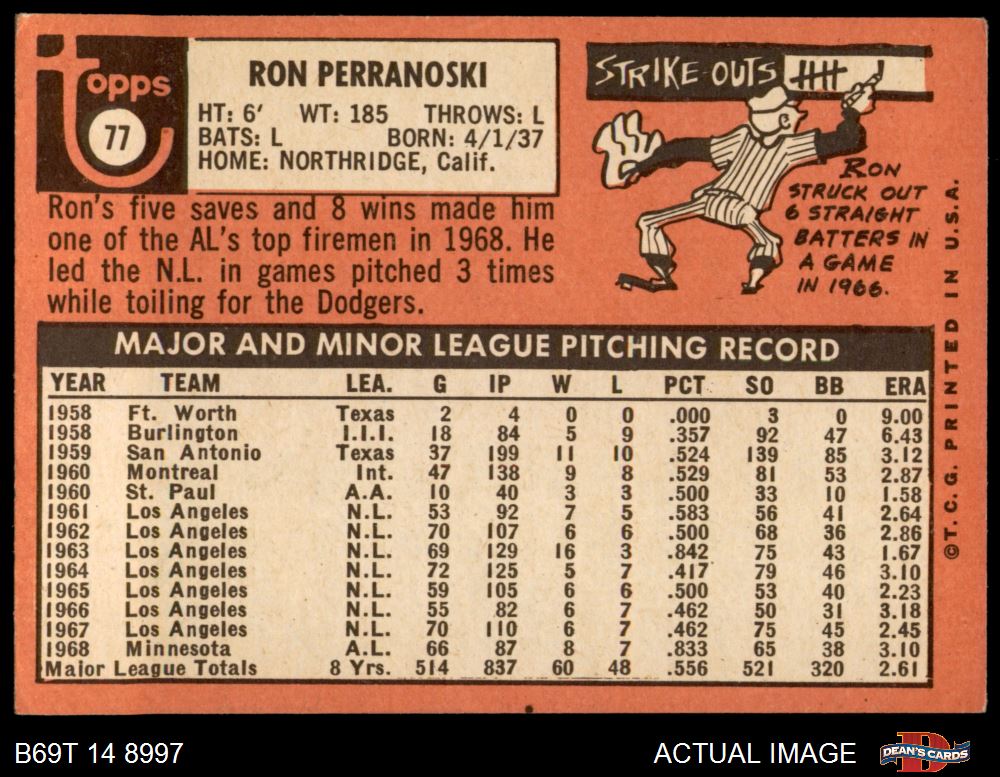 topps
77
RON PERRANOSKI
HT: 6' WT: 185 THROWS: L
BATS: L BORN: 4/1/37
HOME: NORTHRIDGE, Calif.
Ron's five saves and 8 wins made him
one of the AL's top firemen in 1968. He
led the N.L. in games pitched 3 times
while toiling for the Dodgers.
STRIKE OUTS
RON
STRUCK OUT
6 STRAIGHT
BATTERS IN
A GAME
IN 1966.
MAJOR AND MINOR LEAGUE PITCHING RECORD
YEAR TEAM LEA. G IP W L PCT SO BB ERA
1958 Ft. Worth Texas 2 4 0 0 .000 3 0 9.00
1958 Burlington I.I.I. 18 84 5 9 .357 92 47 6.43
1959 San Antonio Texas 37 199 11 10 .524 139 85 3.12
1960 Montreal Int. 47 138 9 8 .529 81 53 2.87
1960 St. Paul A.A. 10 40 3 3 .500 33 10 1.58
1961 Los Angeles N.L. 53 92 7 5 .583 56 41 2.64
1962 Los Angeles N.L. 70 107 6 6 .500 68 36 2.86
1963 Los Angeles N.L. 69 129 16 3 .842 75 43 1.67
1964 Los Angeles N.L. 72 125 5 7 .417 79 46 3.10
1965 Los Angeles N.L. 59 105 6 6 .500 53 40 2.23
1966 Los Angeles N.L. 55 82 6 7 .462 50 31 3.18
1967 Los Angeles N.L. 70 110 6 7 .462 75 45 2.45
1968 Minnesota A.L. 66 87 8 7 .833 65 38 3.10
Major League Totals 8 Yrs. 514 837 60 48 .556 521 320 2.61
©T.C.G. PRINTED IN U.S.A.
B69T 14 8997
ACTUAL IMAGE
DEAN'S CARDS